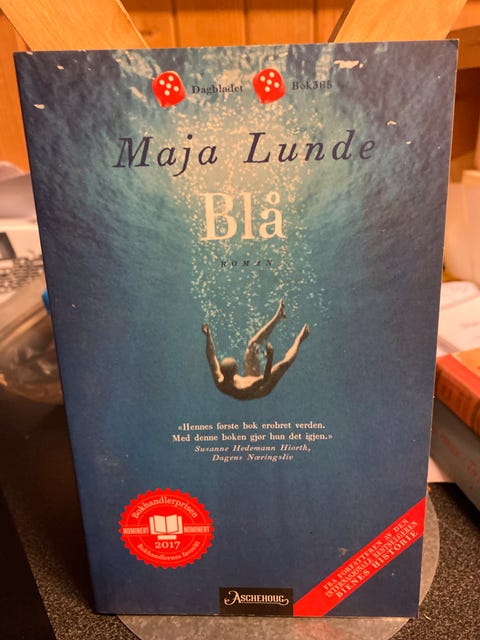 Dagbladet
Bok365
Maja Lunde
Blå
ROMAN
«Hennes første bok erobret verden.
Med denne boken gjør hun det igjen.»
Susanne Hedemann Hiorth,
Dagens Næringsliv
Bokhandlerprisen
NOMINERT NOMINERT
2017
Bokhandlernes favoritt
FRA FORFATTEREN AV DEN
INTERNASJONALE BESTSELGEREN
BIENES HISTORIE
ASCHEHOUG